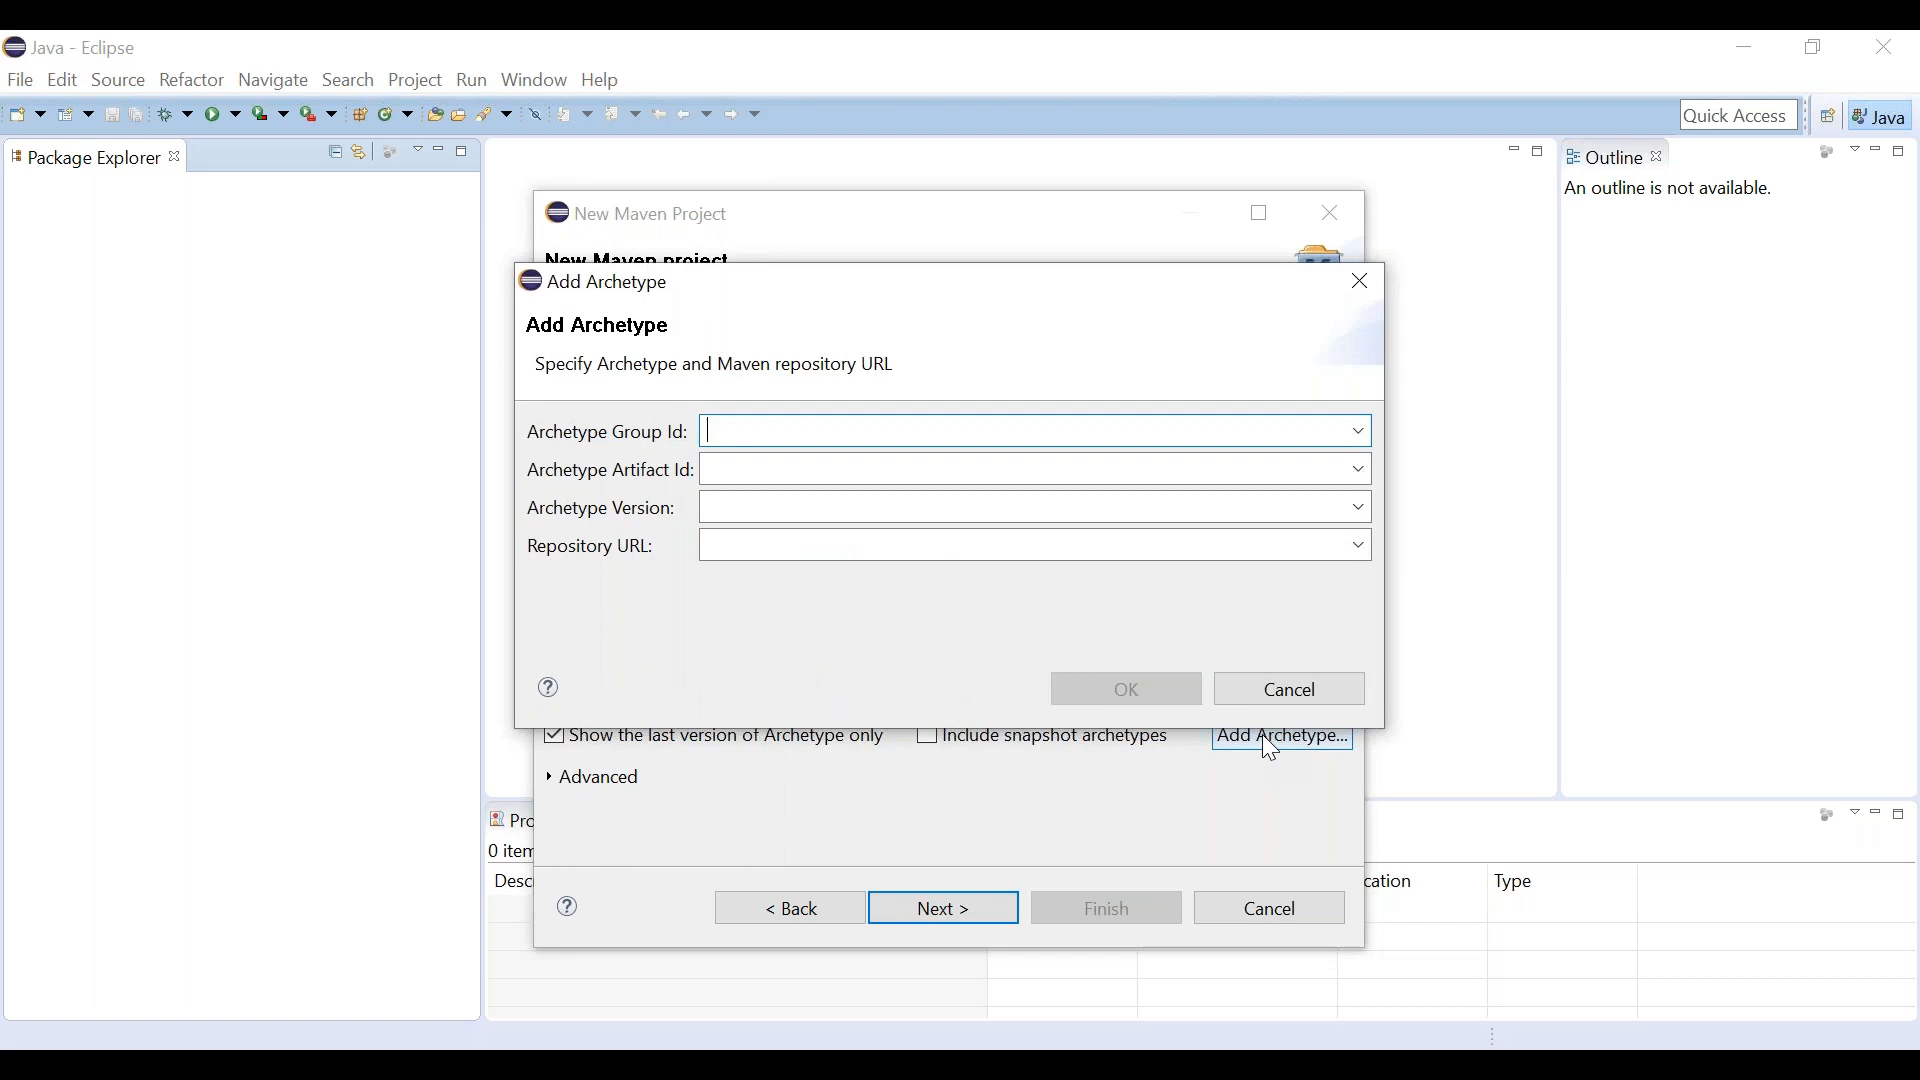 Java - Eclipse
File Edit Source Refactor Navigate Search Project Run Window Help
Quick Access
Java
Package Explorer
Outline
An outline is not available.
New Maven Project
New Maven project
Add Archetype
Add Archetype
Specify Archetype and Maven repository URL
Archetype Group Id:
Archetype Artifact Id:
Archetype Version:
Repository URL:
OK Cancel
Show the last version of Archetype only Include snapshot archetypes Add Archetype...
Advanced
Pro
0 item
Desc cation Type
< Back Next > Finish Cancel